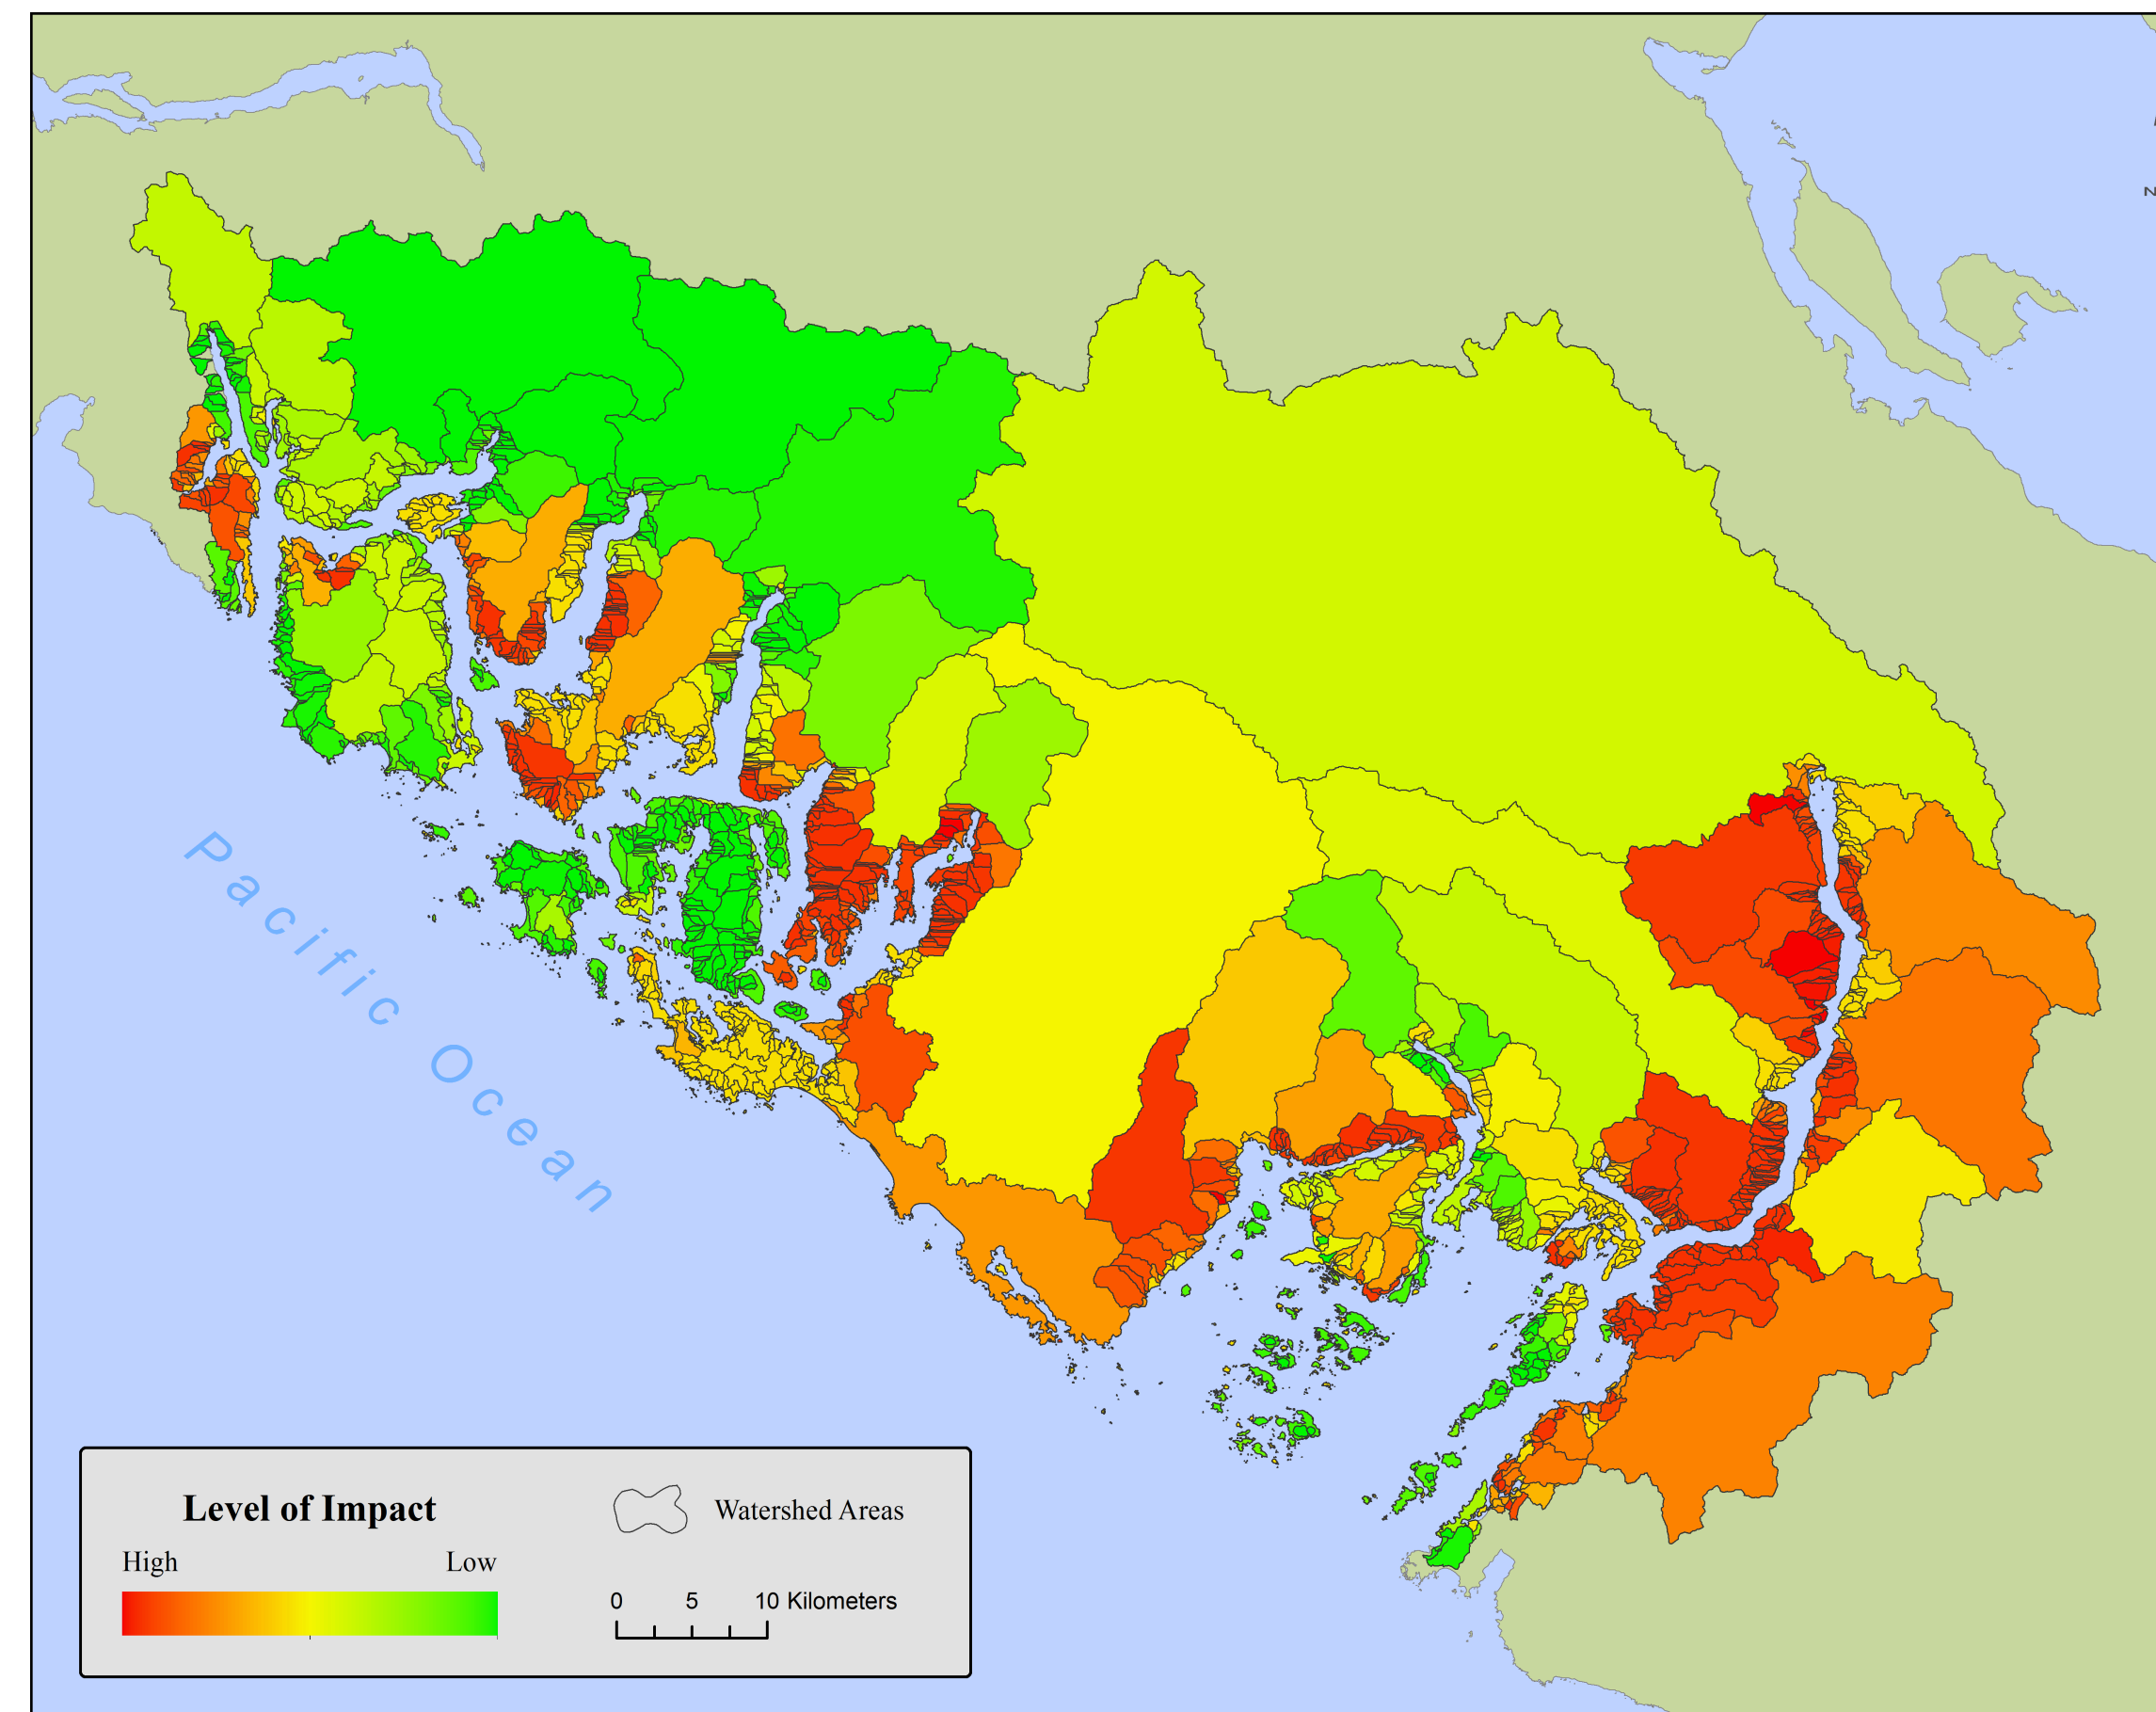 Pacific Ocean
Level of Impact
High Low
Watershed Areas
0 5 10 Kilometers